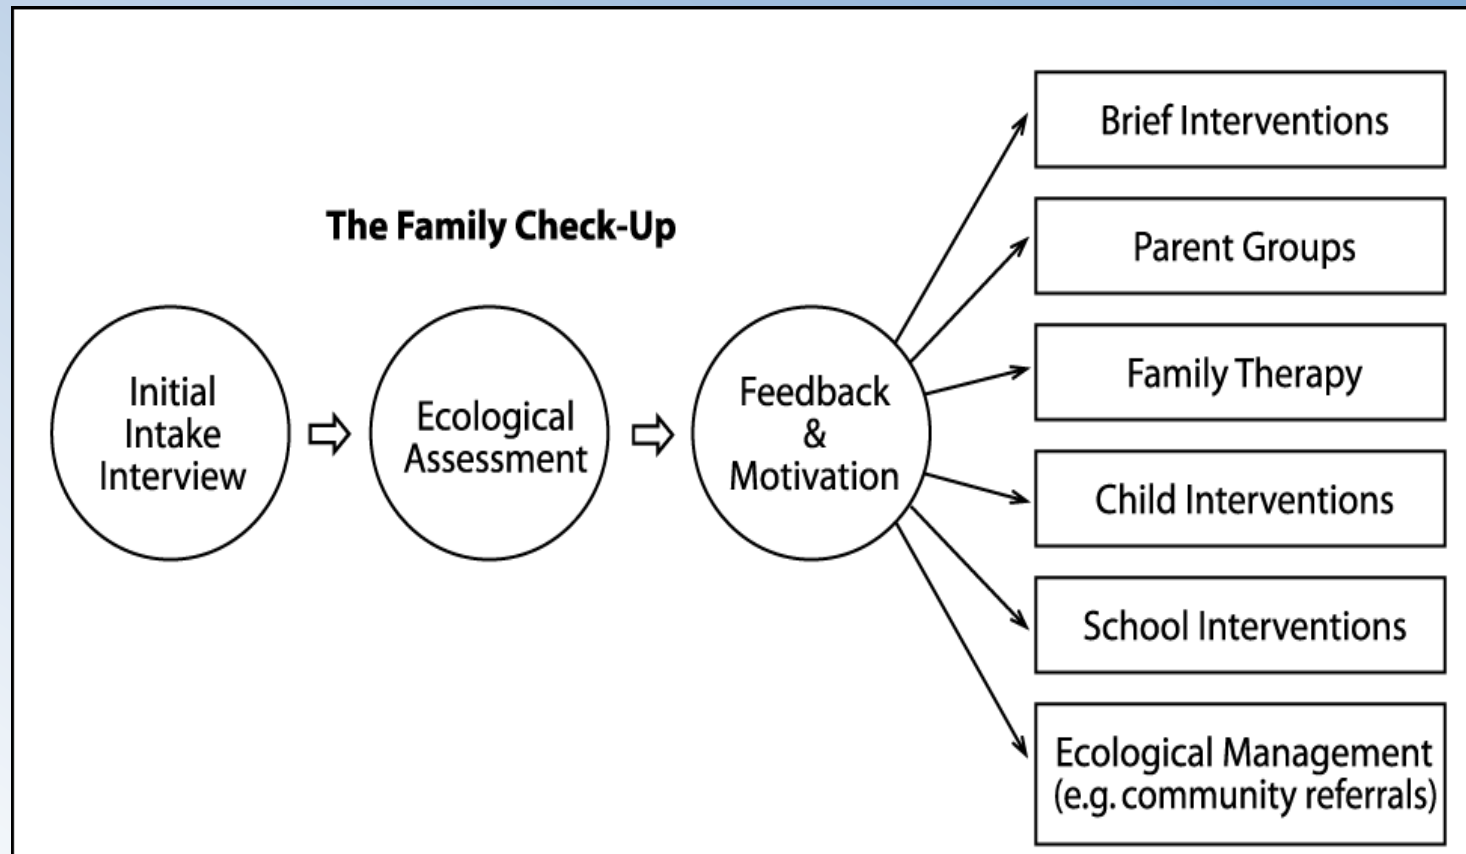 The Family Check-Up
Initial
Intake
Interview
Ecological
Assessment
Feedback
&
Motivation
Brief Interventions
Parent Groups
Family Therapy
Child Interventions
School Interventions
Ecological Management
(e.g. community referrals)